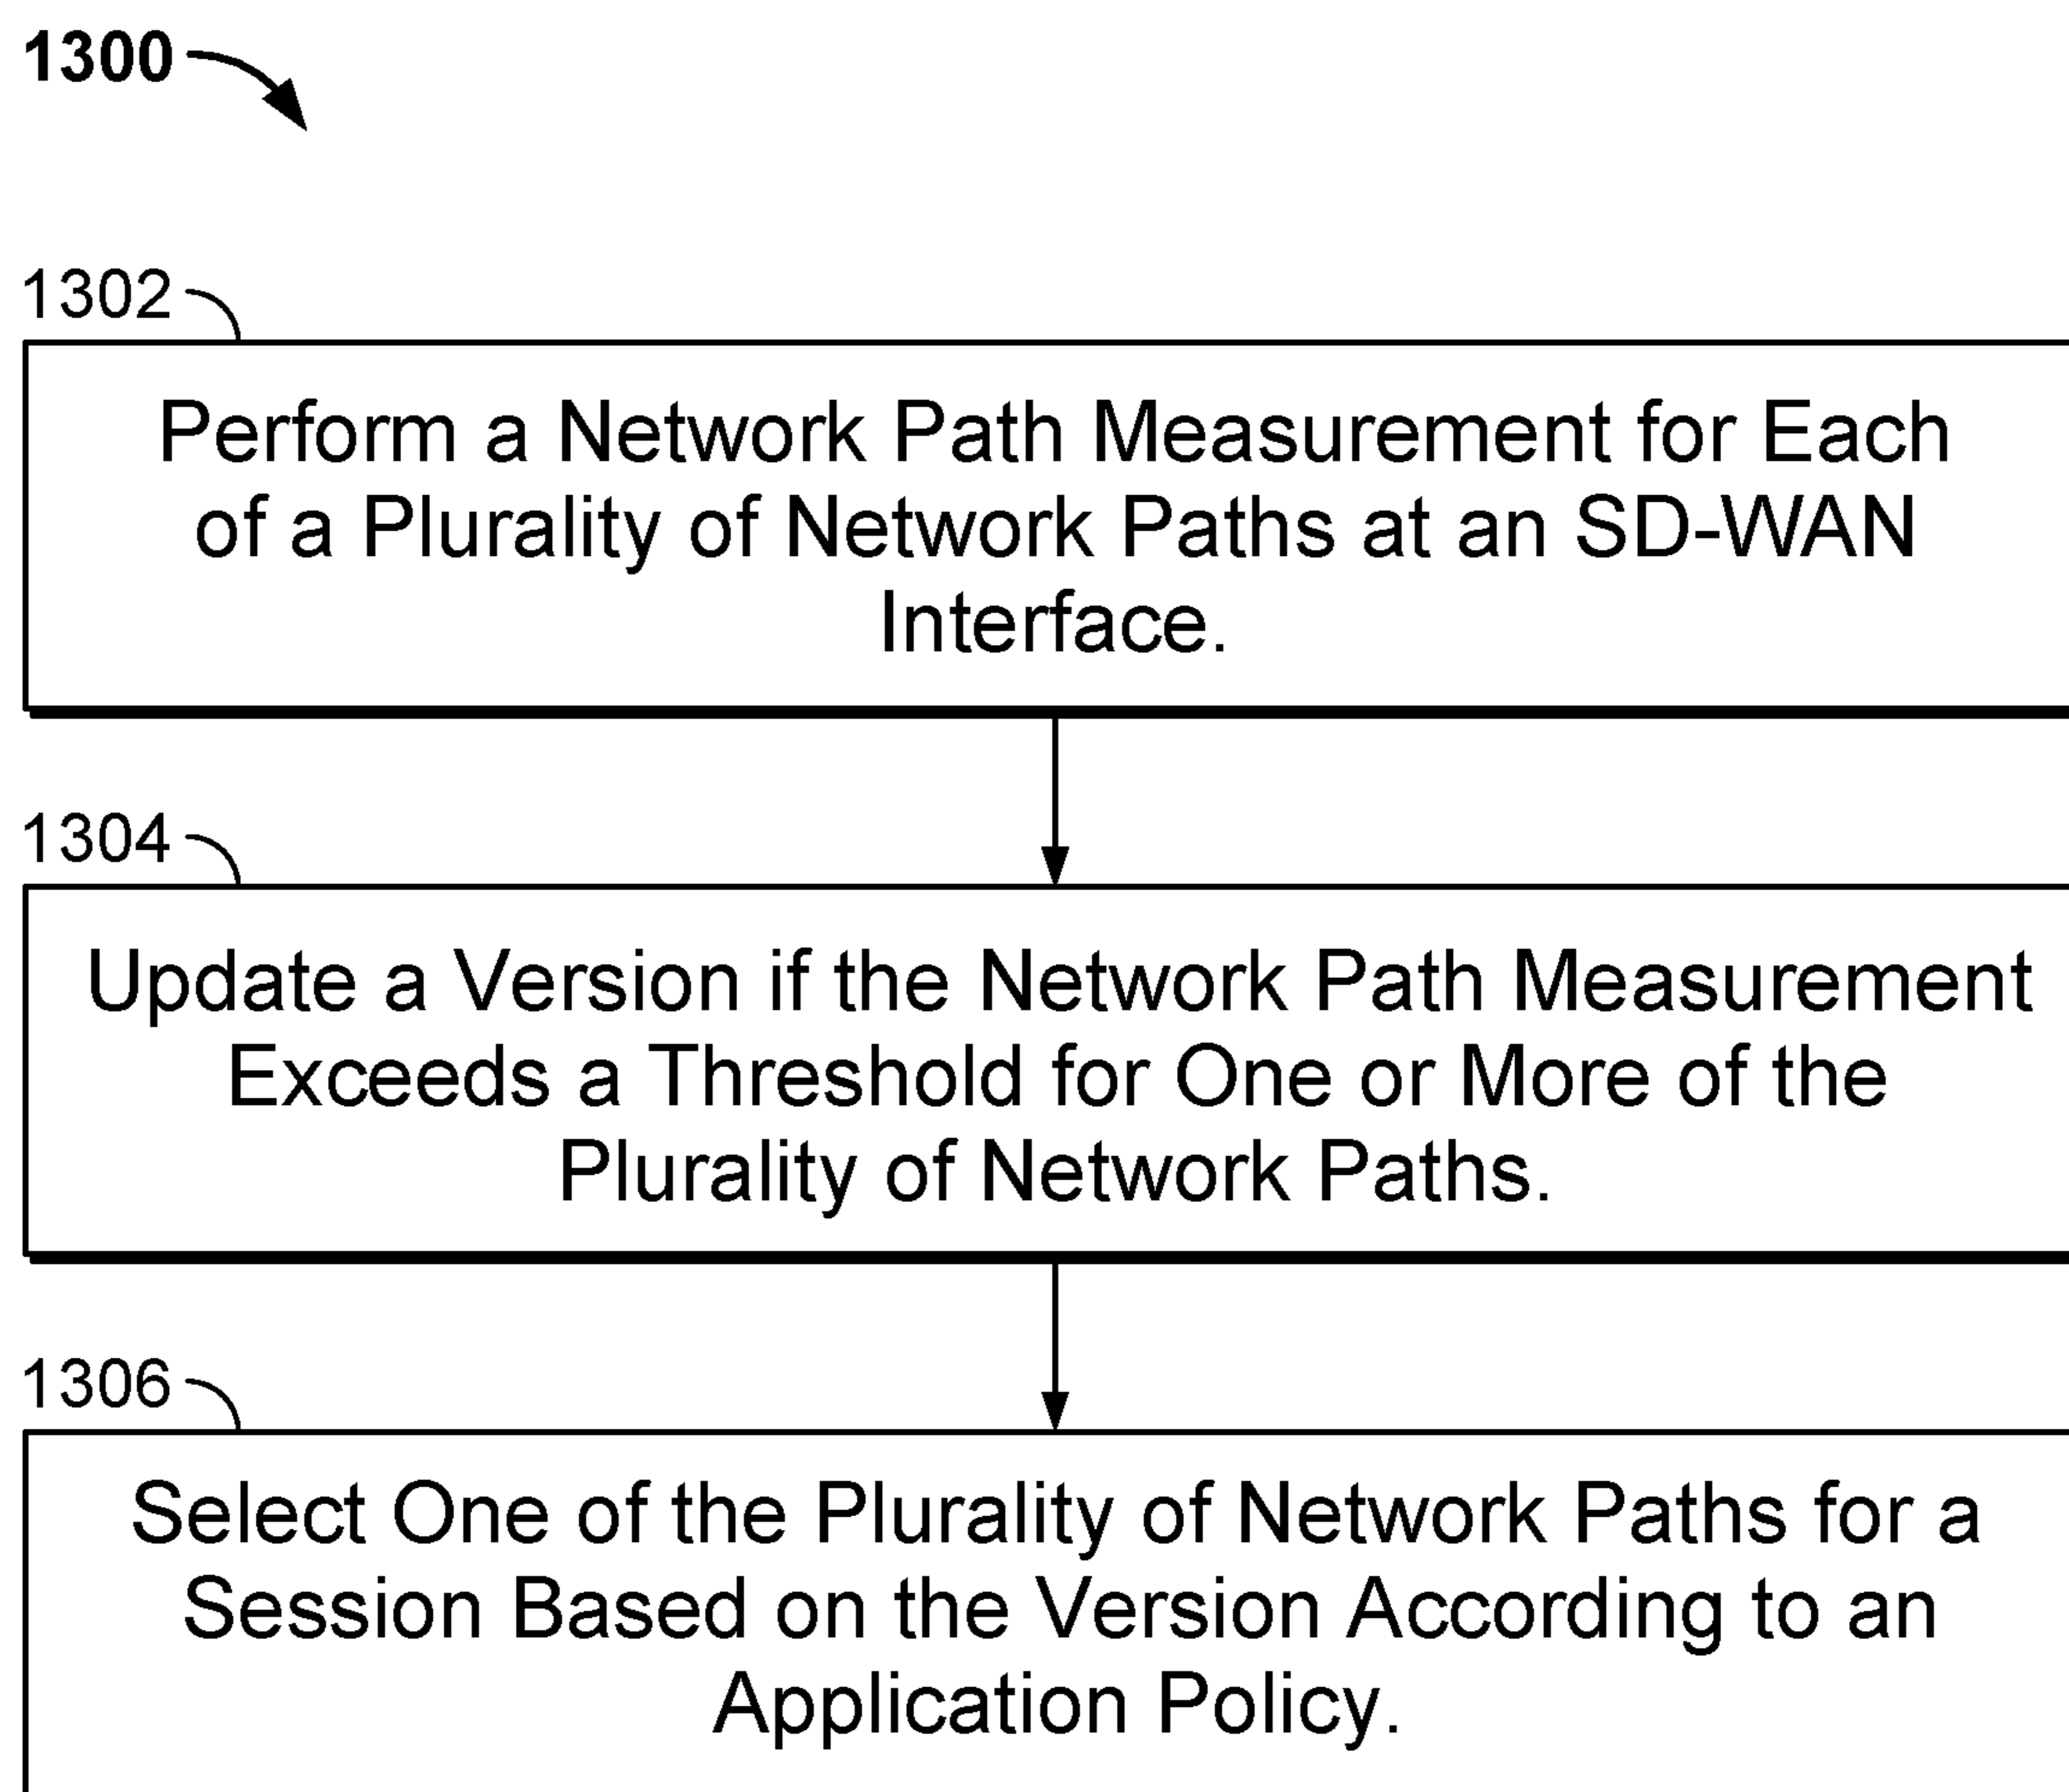 1300
1302
Perform a Network Path Measurement for Each
of a Plurality of Network Paths at an SD-WAN
Interface.
1304
Update a Version if the Network Path Measurement
Exceeds a Threshold for One or More of the
Plurality of Network Paths.
1306
Select One of the Plurality of Network Paths for a
Session Based on the Version According to an
Application Policy.